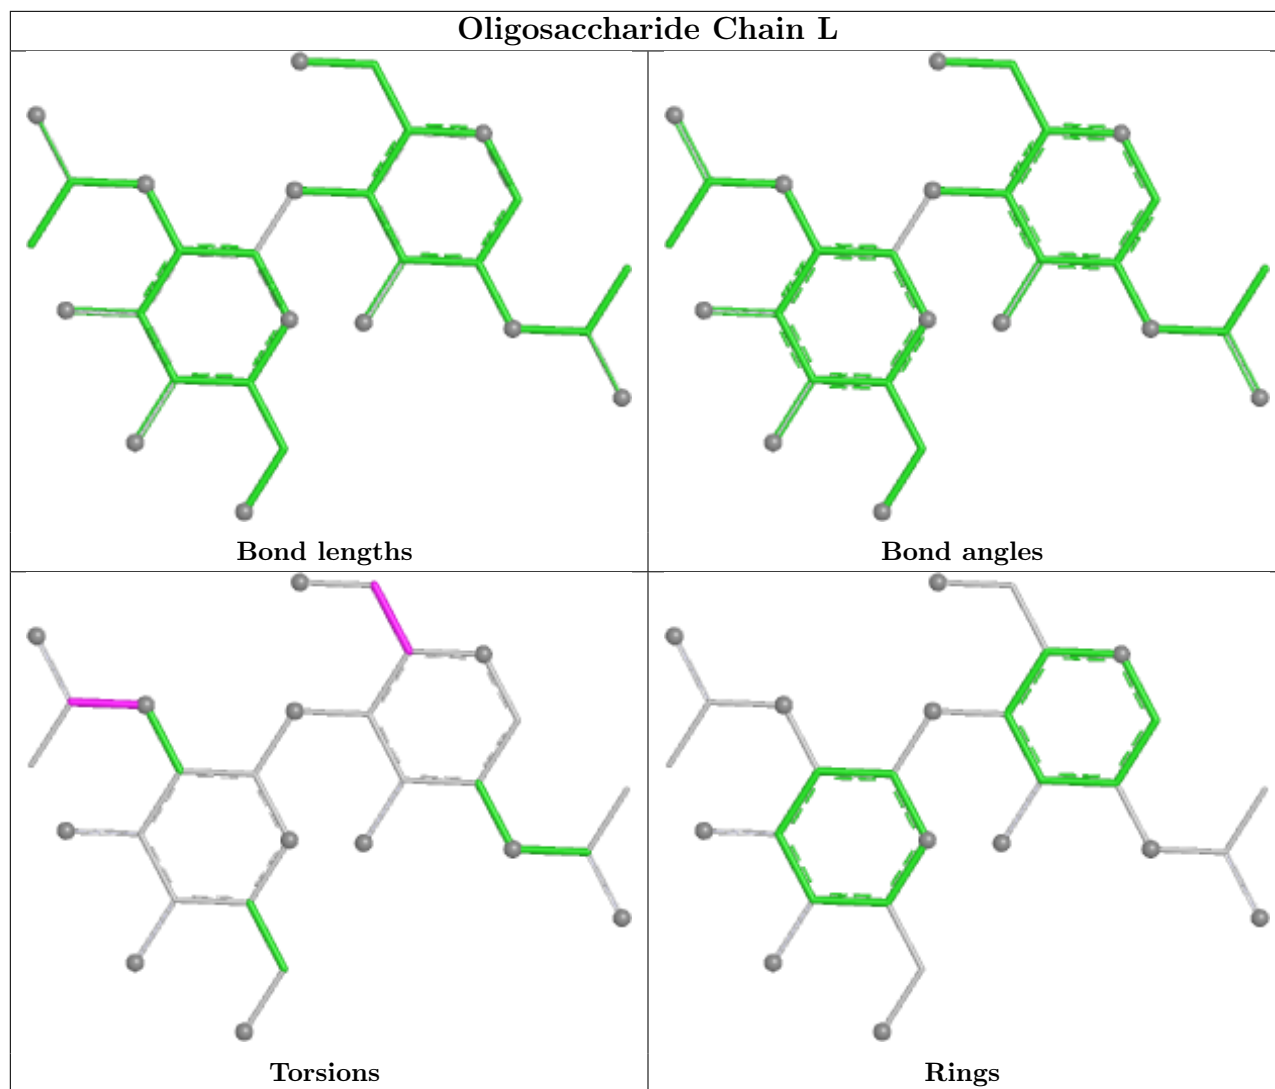 Oligosaccharide Chain L
Bond lengths
Bond angles
Torsions
Rings